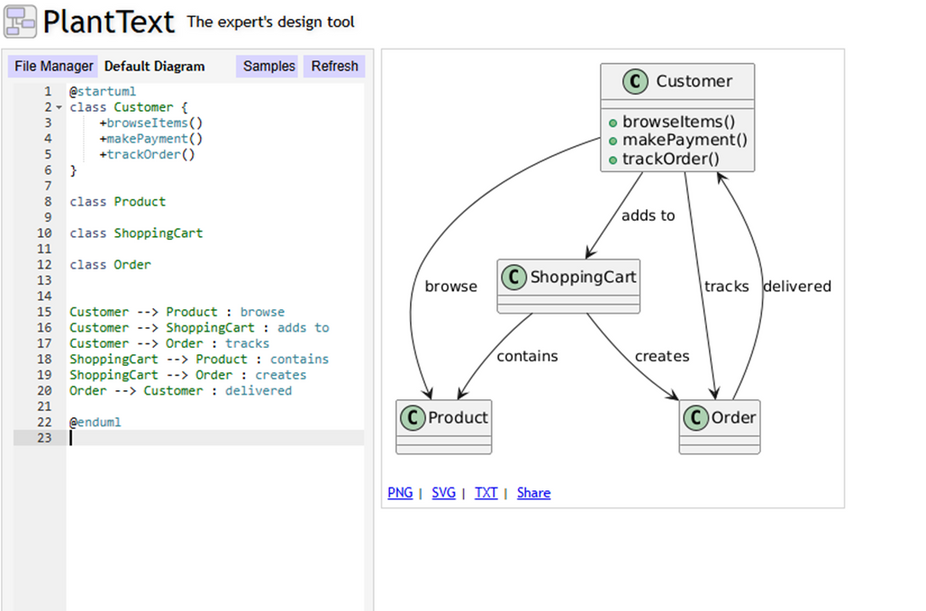 PlantText The expert's design tool
File Manager Default Diagram Samples Refresh
1 @startuml
2 class Customer {
3 +browseItems()
4 +makePayment()
5 +trackOrder()
6 }
7
8 class Product
9
10 class ShoppingCart
11
12 class Order
13
14
15 Customer --> Product : browse
16 Customer --> ShoppingCart : adds to
17 Customer --> Order : tracks
18 ShoppingCart --> Product : contains
19 ShoppingCart --> Order : creates
20 Order --> Customer : delivered
21
22 @enduml
23
C Customer
browseItems()
makePayment()
trackOrder()
adds to
C ShoppingCart
browse
tracks
delivered
contains
creates
C Product
C Order
PNG | SVG | TXT | Share